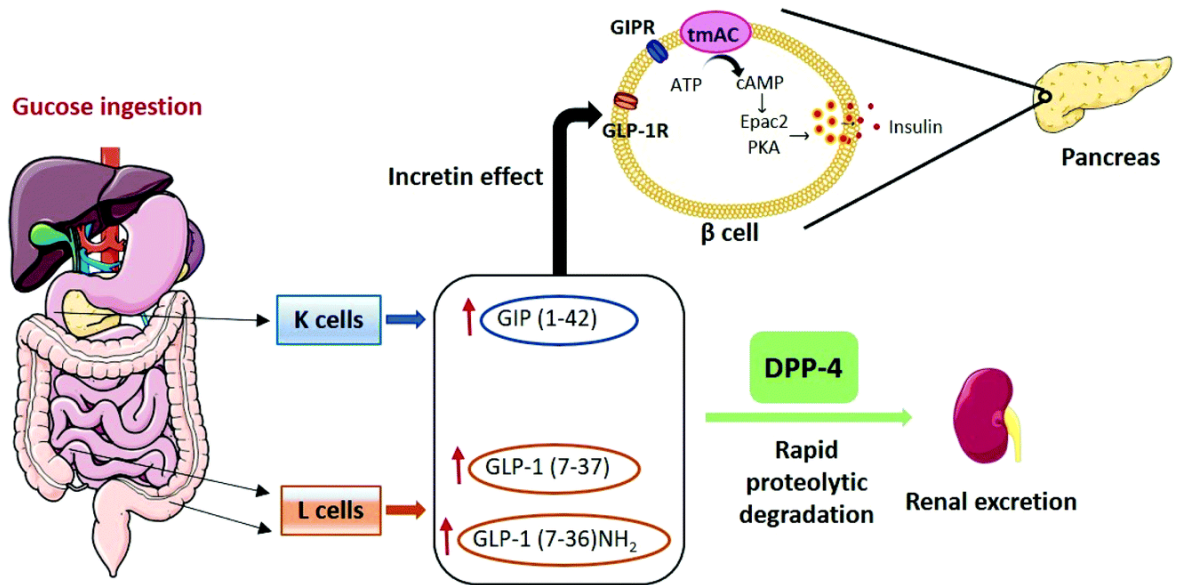 Gucose ingestion
K cells
L cells
GIP (1-42)
GLP-1 (7-37)
GLP-1 (7-36)NH₂
Incretin effect
GIPR
tmAC
ATP
cAMP
↓
Epac2
→
PKA
GLP-1R
Insulin
β cell
Pancreas
DPP-4
Rapid
proteolytic
degradation
Renal excretion